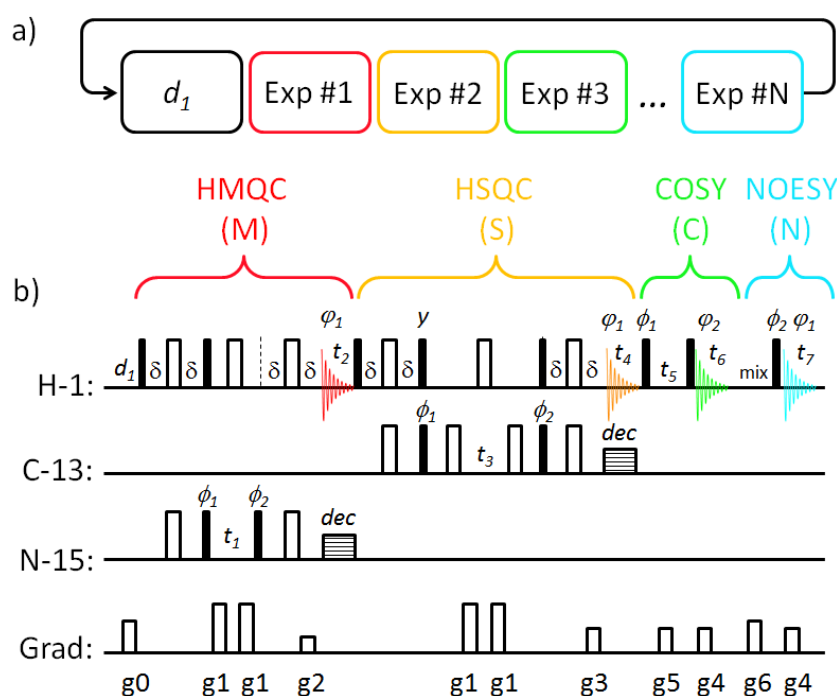 a)
d1 Exp #1 Exp #2 Exp #3 ... Exp #N
HMQC HSQC COSY NOESY
(M) (S) (C) (N)
b)
φ1 y φ1 ϕ1 φ2 ϕ2 φ1
H-1: d1 δ δ δ δ t2 δ δ δ δ t4 t5 t6 mix t7
ϕ1 ϕ2 dec
C-13: t3
ϕ1 ϕ2 dec
N-15: t1
Grad:
g0 g1 g1 g2 g1 g1 g3 g5 g4 g6 g4